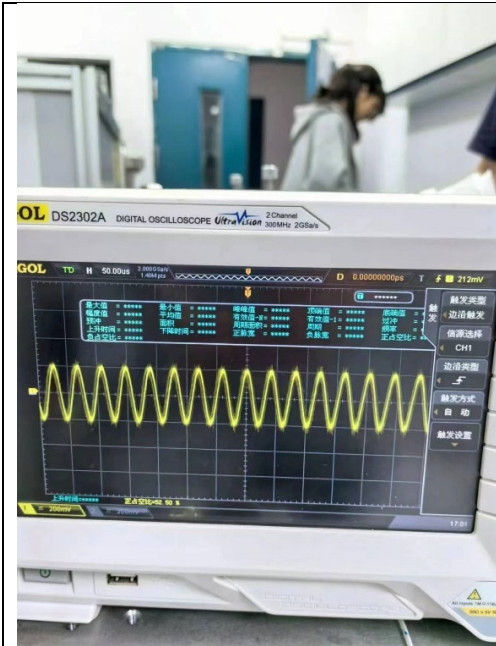 OL DS2302A DIGITAL OSCILLOSCOPE UltraVision 2 Channel
300MHz 2GSa/s
GOL T'D H 50.00us D 0.00000000ps T 212mV
最大值 = ***** 最小值 = ***** 峰峰值 = ***** 顶端值 = ***** 底端值 =
幅度值 = ***** 平均值 = ***** 有效值-N= ***** 有效值-1= ***** 过冲 =
预冲 = ***** 面积 = ***** 周期面积= ***** 周期 = ***** 频率 =
上升时间= ***** 下降时间= ***** 正脉宽 = ***** 负脉宽 = ***** 正占空比=
负占空比= *****
触发
触发类型
边沿触发
信源选择
CH1
边沿类型
触发方式
自动
触发设置
上升时间=***** 正占空比=52.50 %
200mV 200mV
17:01